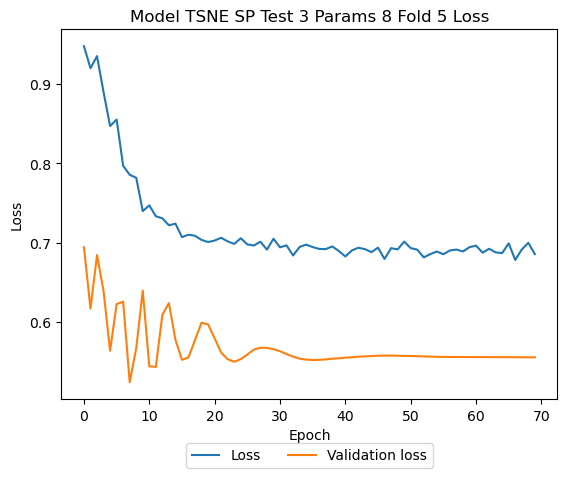 Model TSNE SP Test 3 Params 8 Fold 5 Loss
Loss
0.9
0.8
0.7
0.6
0 10 20 30 40 50 60 70
Epoch
Loss Validation loss